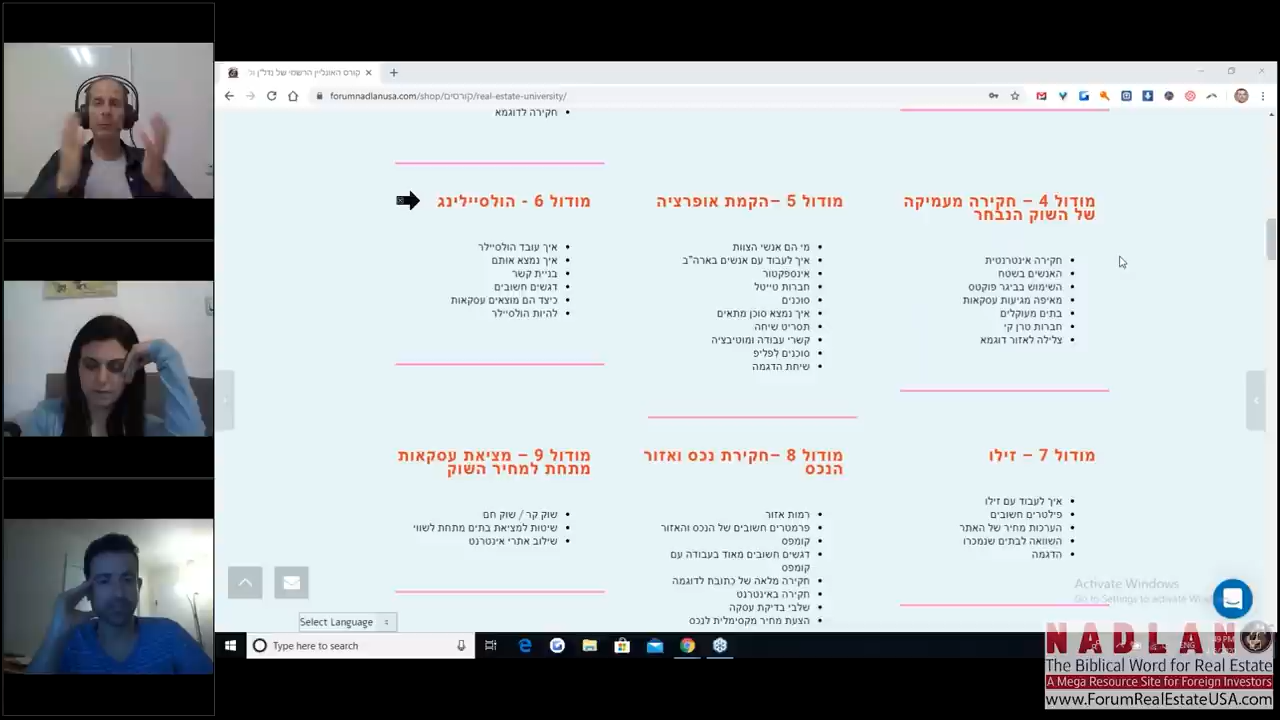 קורס האונליין הרשמי של נדל"ן ול
forumnadlanusa.com/shop/קורסים/real-estate-university/
חקירה לדוגמא
מודול 4 – חקירה מעמיקה
של השוק הנבחר
חקירה אינטרנטית
האנשים בשטח
השימוש בביגר פוקטס
מאיפה מגיעות עסקאות
בתים מעוקלים
חברות טרן קי
צלילה לאזור דוגמא
מודול 5 –הקמת אופרציה
מי הם אנשי הצוות
איך לעבוד עם אנשים בארה"ב
אינספקטור
חברות טייטל
סוכנים
איך נמצא סוכן מתאים
תסריט שיחה
קשרי עבודה ומוטיבציה
סוכנים לפליפ
שיחת הדגמה
מודול 6 - הולסיילינג
איך עובד הולסיילר
איך נמצא אותם
בניית קשר
דגשים חשובים
כיצד הם מוצאים עסקאות
להיות הולסיילר
מודול 7 – זילו
איך לעבוד עם זילו
פילטרים חשובים
הערכות מחיר של האתר
השוואה לבתים שנמכרו
הדגמה
מודול 8 –חקירת נכס ואזור
הנכס
רמות אזור
פרמטרים חשובים של הנכס והאזור
קומפס
דגשים חשובים מאוד בעבודה עם
קומפס
חקירה מלאה של כתובת לדוגמה
חקירה באינטרנט
שלבי בדיקת עסקה
הצעת מחיר מקסימלית לנכס
מודול 9 – מציאת עסקאות
מתחת למחיר השוק
שוק קר / שוק חם
שיטות למציאת בתים מתחת לשווי
שילוב אתרי אינטרנט
Activate Windows
Go to Settings to activate
Select Language
Type here to search
NADLAN
The Biblical Word for Real Estate
A Mega Resource Site for Foreign Investors
www.ForumRealEstateUSA.com